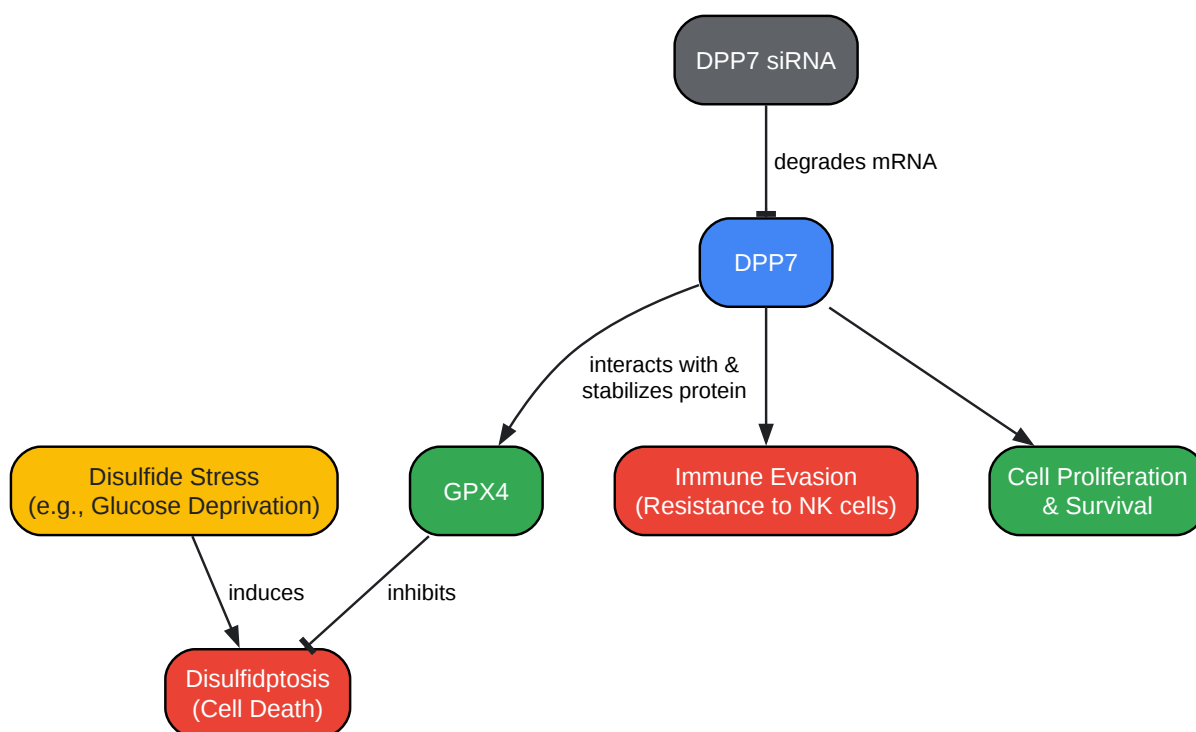 DPP7 siRNA
degrades mRNA
DPP7
interacts with &
stabilizes protein
Disulfide Stress
(e.g., Glucose Deprivation)
GPX4
Immune Evasion
(Resistance to NK cells)
Cell Proliferation
& Survival
induces
inhibits
Disulfidptosis
(Cell Death)